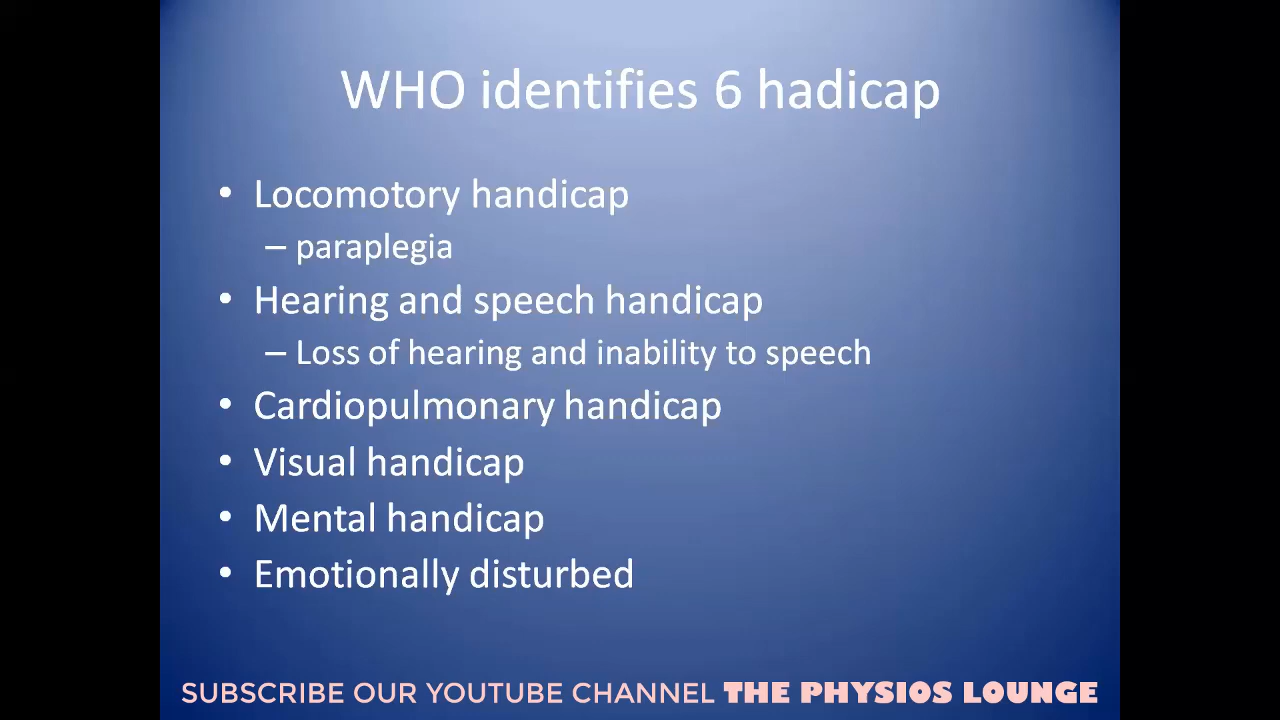 WHO identifies 6 hadicap
• Locomotory handicap
– paraplegia
• Hearing and speech handicap
– Loss of hearing and inability to speech
• Cardiopulmonary handicap
• Visual handicap
• Mental handicap
• Emotionally disturbed
SUBSCRIBE OUR YOUTUBE CHANNEL THE PHYSIOS LOUNGE